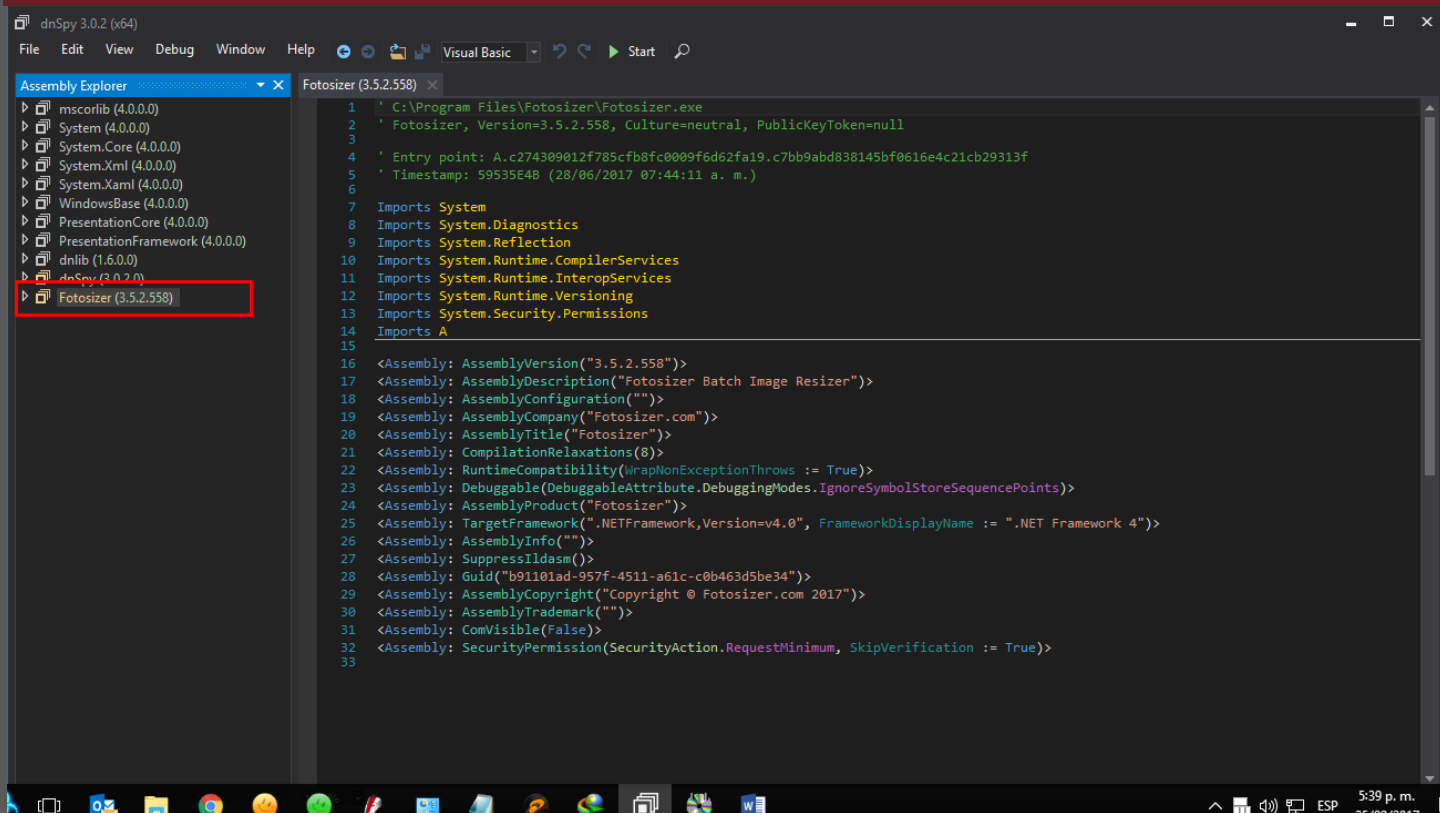 dnSpy 3.0.2 (x64)
File Edit View Debug Window Help Visual Basic Start
Assembly Explorer
mscorlib (4.0.0.0)
System (4.0.0.0)
System.Core (4.0.0.0)
System.Xml (4.0.0.0)
System.Xaml (4.0.0.0)
WindowsBase (4.0.0.0)
PresentationCore (4.0.0.0)
PresentationFramework (4.0.0.0)
dnlib (1.6.0.0)
dnSpy (3.0.2.0)
Fotosizer (3.5.2.558)
Fotosizer (3.5.2.558)
1 ' C:\Program Files\Fotosizer\Fotosizer.exe
2 ' Fotosizer, Version=3.5.2.558, Culture=neutral, PublicKeyToken=null
3
4 ' Entry point: A.c274309012f785cfb8fc0009f6d62fa19.c7bb9abd838145bf0616e4c21cb29313f
5 ' Timestamp: 59535E4B (28/06/2017 07:44:11 a. m.)
6
7 Imports System
8 Imports System.Diagnostics
9 Imports System.Reflection
10 Imports System.Runtime.CompilerServices
11 Imports System.Runtime.InteropServices
12 Imports System.Runtime.Versioning
13 Imports System.Security.Permissions
14 Imports A
15
16 <Assembly: AssemblyVersion("3.5.2.558")>
17 <Assembly: AssemblyDescription("Fotosizer Batch Image Resizer")>
18 <Assembly: AssemblyConfiguration("")>
19 <Assembly: AssemblyCompany("Fotosizer.com")>
20 <Assembly: AssemblyTitle("Fotosizer")>
21 <Assembly: CompilationRelaxations(8)>
22 <Assembly: RuntimeCompatibility(WrapNonExceptionThrows := True)>
23 <Assembly: Debuggable(DebuggableAttribute.DebuggingModes.IgnoreSymbolStoreSequencePoints)>
24 <Assembly: AssemblyProduct("Fotosizer")>
25 <Assembly: TargetFramework(".NETFramework,Version=v4.0", FrameworkDisplayName := ".NET Framework 4")>
26 <Assembly: AssemblyInfo("")>
27 <Assembly: SuppressIldasm()>
28 <Assembly: Guid("b91101ad-957f-4511-a61c-c0b463d5be34")>
29 <Assembly: AssemblyCopyright("Copyright © Fotosizer.com 2017")>
30 <Assembly: AssemblyTrademark("")>
31 <Assembly: ComVisible(False)>
32 <Assembly: SecurityPermission(SecurityAction.RequestMinimum, SkipVerification := True)>
33
ESP 5:39 p. m.